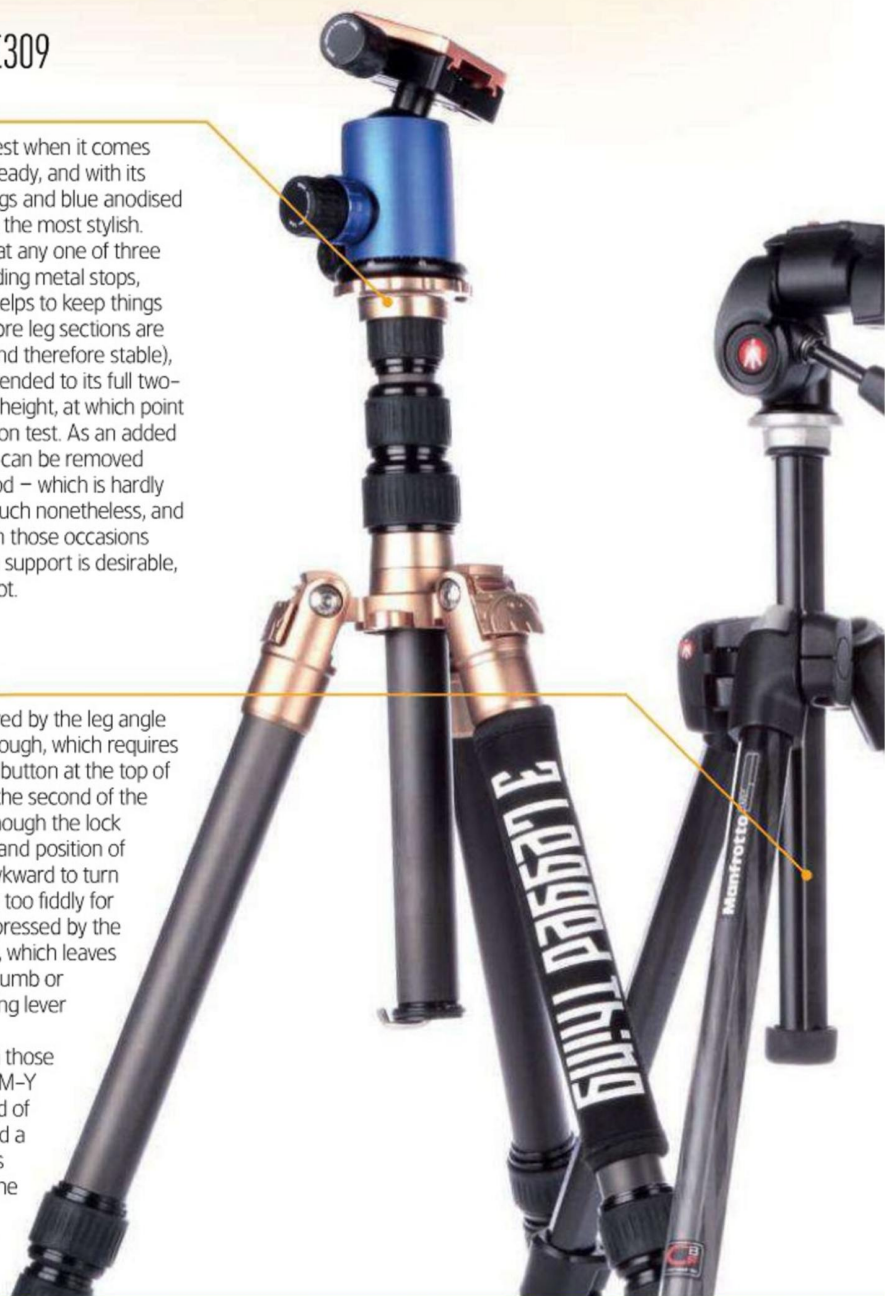 £309
est when it comes
eady, and with its
gs and blue anodised
the most stylish.
at any one of three
ding metal stops,
elps to keep things
ore leg sections are
nd therefore stable),
ended to its full two-
height, at which point
on test. As an added
can be removed
od – which is hardly
uch nonetheless, and
n those occasions
support is desirable,
ot.
ed by the leg angle
ough, which requires
button at the top of
the second of the
hough the lock
and position of
kward to turn
too fiddly for
pressed by the
, which leaves
umb or
ng lever
those
M-Y
d of
d a
s
he
3 Legged Thing
Manfrotto